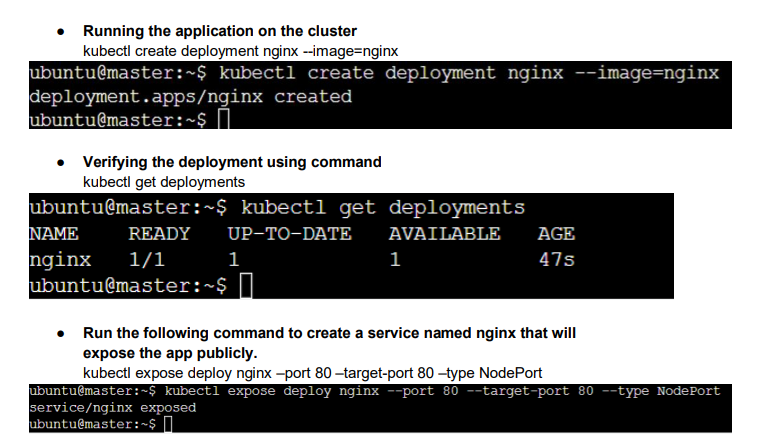 ● Running the application on the cluster
kubectl create deployment nginx --image=nginx
ubuntu@master:~$ kubectl create deployment nginx --image=nginx
deployment.apps/nginx created
ubuntu@master:~$
● Verifying the deployment using command
kubectl get deployments
ubuntu@master:~$ kubectl get deployments
NAME READY UP-TO-DATE AVAILABLE AGE
nginx 1/1 1 1 47s
ubuntu@master:~$
● Run the following command to create a service named nginx that will
expose the app publicly.
kubectl expose deploy nginx –port 80 –target-port 80 –type NodePort
ubuntu@master:~$ kubectl expose deploy nginx --port 80 --target-port 80 --type NodePort
service/nginx exposed
ubuntu@master:~$